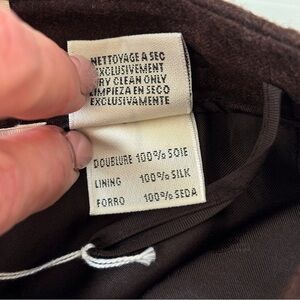 NETTOYAGE A SEC
EXCLUSIVEMENT
DRY CLEAN ONLY
LIMPIEZA EN SECO
EXCLUSIVAMENTE
DOUBLURE 100% SOIE
LINING 100% SILK
FORRO 100% SEDA